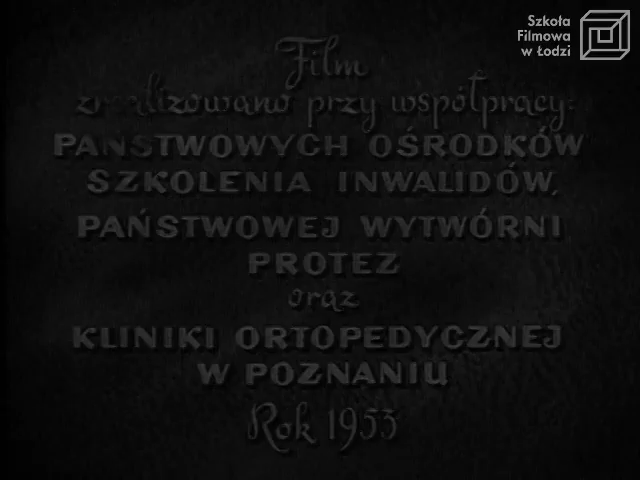 Szkoła
Filmowa
w Łodzi
Film
zrealizowano przy współpracy:
PAŃSTWOWYCH OŚRODKÓW
SZKOLENIA INWALIDÓW,
PAŃSTWOWEJ WYTWÓRNI
PROTEZ
oraz
KLINIKI ORTOPEDYCZNEJ
W POZNANIU
Rok 1953